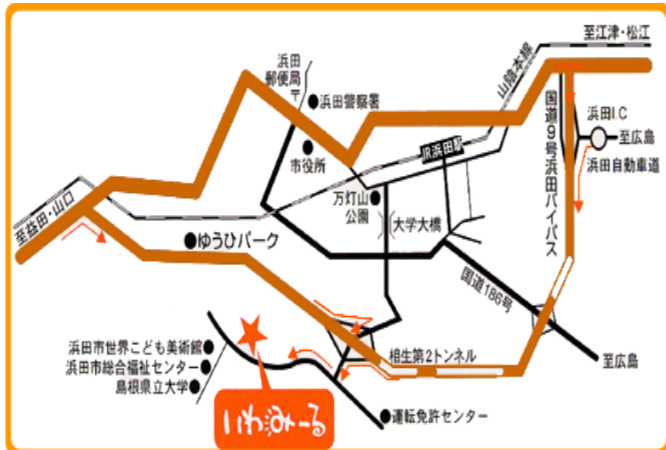 至江津・松江
浜田
郵便局
〒
浜田警察署
山陰本線
国道9号浜田バイパス
浜田I.C
至広島
浜田自動車道
市役所
JR浜田駅
万灯山
公園
大学大橋
至益田・山口
ゆうひパーク
国道186号
浜田市世界こども美術館
浜田市総合福祉センター
島根県立大学
相生第2トンネル
至広島
いわみーる
運転免許センター